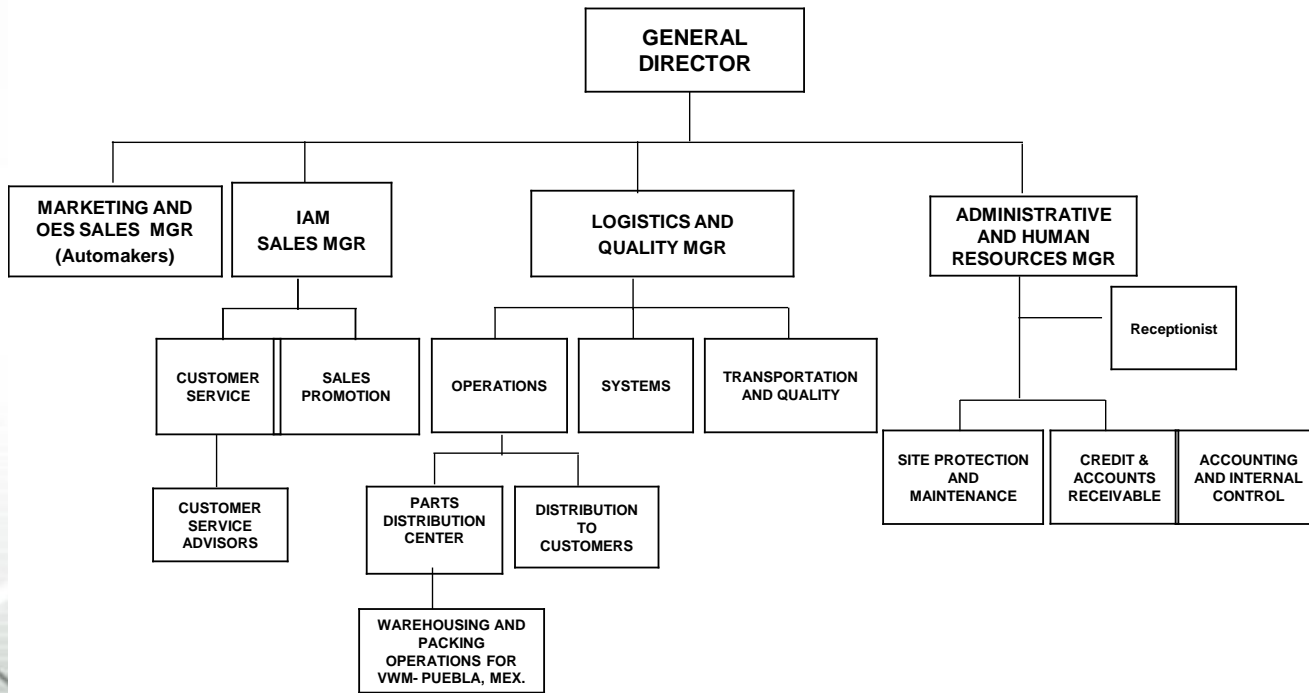 GENERAL
DIRECTOR
MARKETING AND
OES SALES MGR
(Automakers)
IAM
SALES MGR
LOGISTICS AND
QUALITY MGR
ADMINISTRATIVE
AND HUMAN
RESOURCES MGR
Receptionist
CUSTOMER
SERVICE
SALES
PROMOTION
OPERATIONS
SYSTEMS
TRANSPORTATION
AND QUALITY
SITE PROTECTION
AND
MAINTENANCE
CREDIT &
ACCOUNTS
RECEIVABLE
ACCOUNTING
AND INTERNAL
CONTROL
CUSTOMER
SERVICE
ADVISORS
PARTS
DISTRIBUTION
CENTER
DISTRIBUTION
TO
CUSTOMERS
WAREHOUSING AND
PACKING
OPERATIONS FOR
VWM- PUEBLA, MEX.